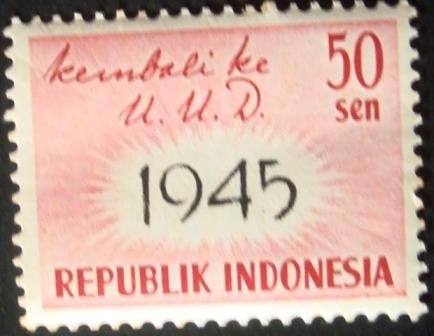 kembali ke
U. U. D.
50
sen
1945
REPUBLIK INDONESIA